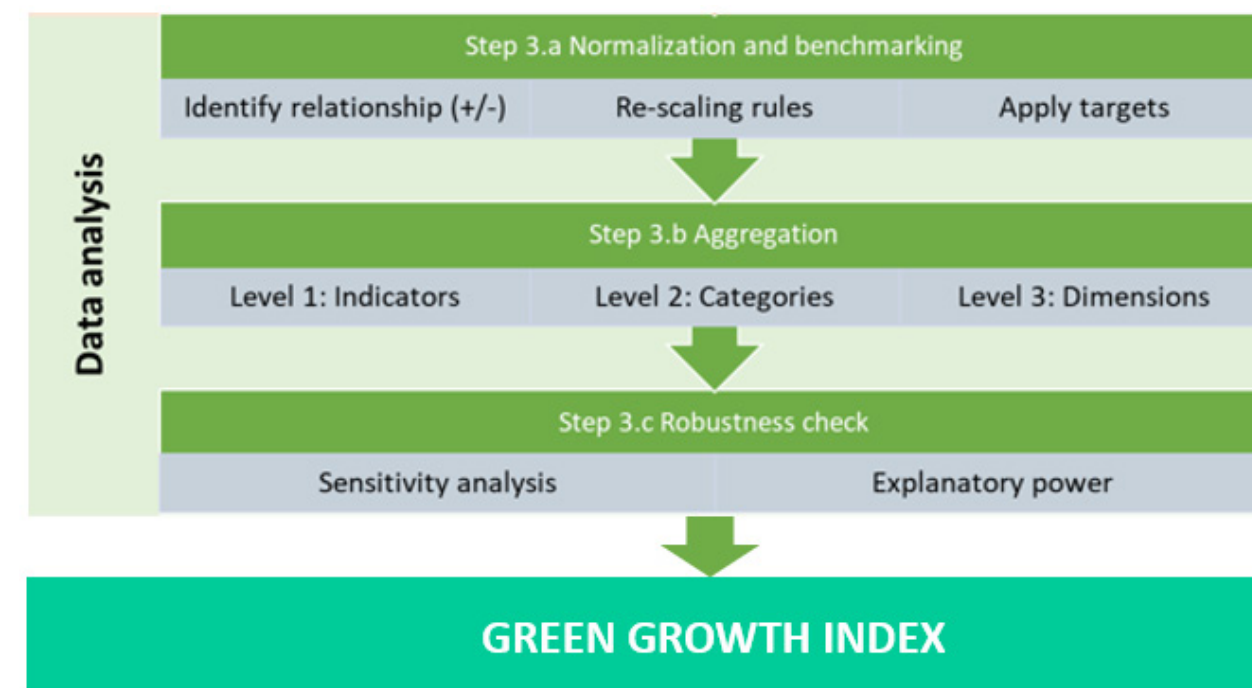 Data analysis
Step 3.a Normalization and benchmarking
Identify relationship (+/-) Re-scaling rules Apply targets
Step 3.b Aggregation
Level 1: Indicators Level 2: Categories Level 3: Dimensions
Step 3.c Robustness check
Sensitivity analysis Explanatory power
GREEN GROWTH INDEX